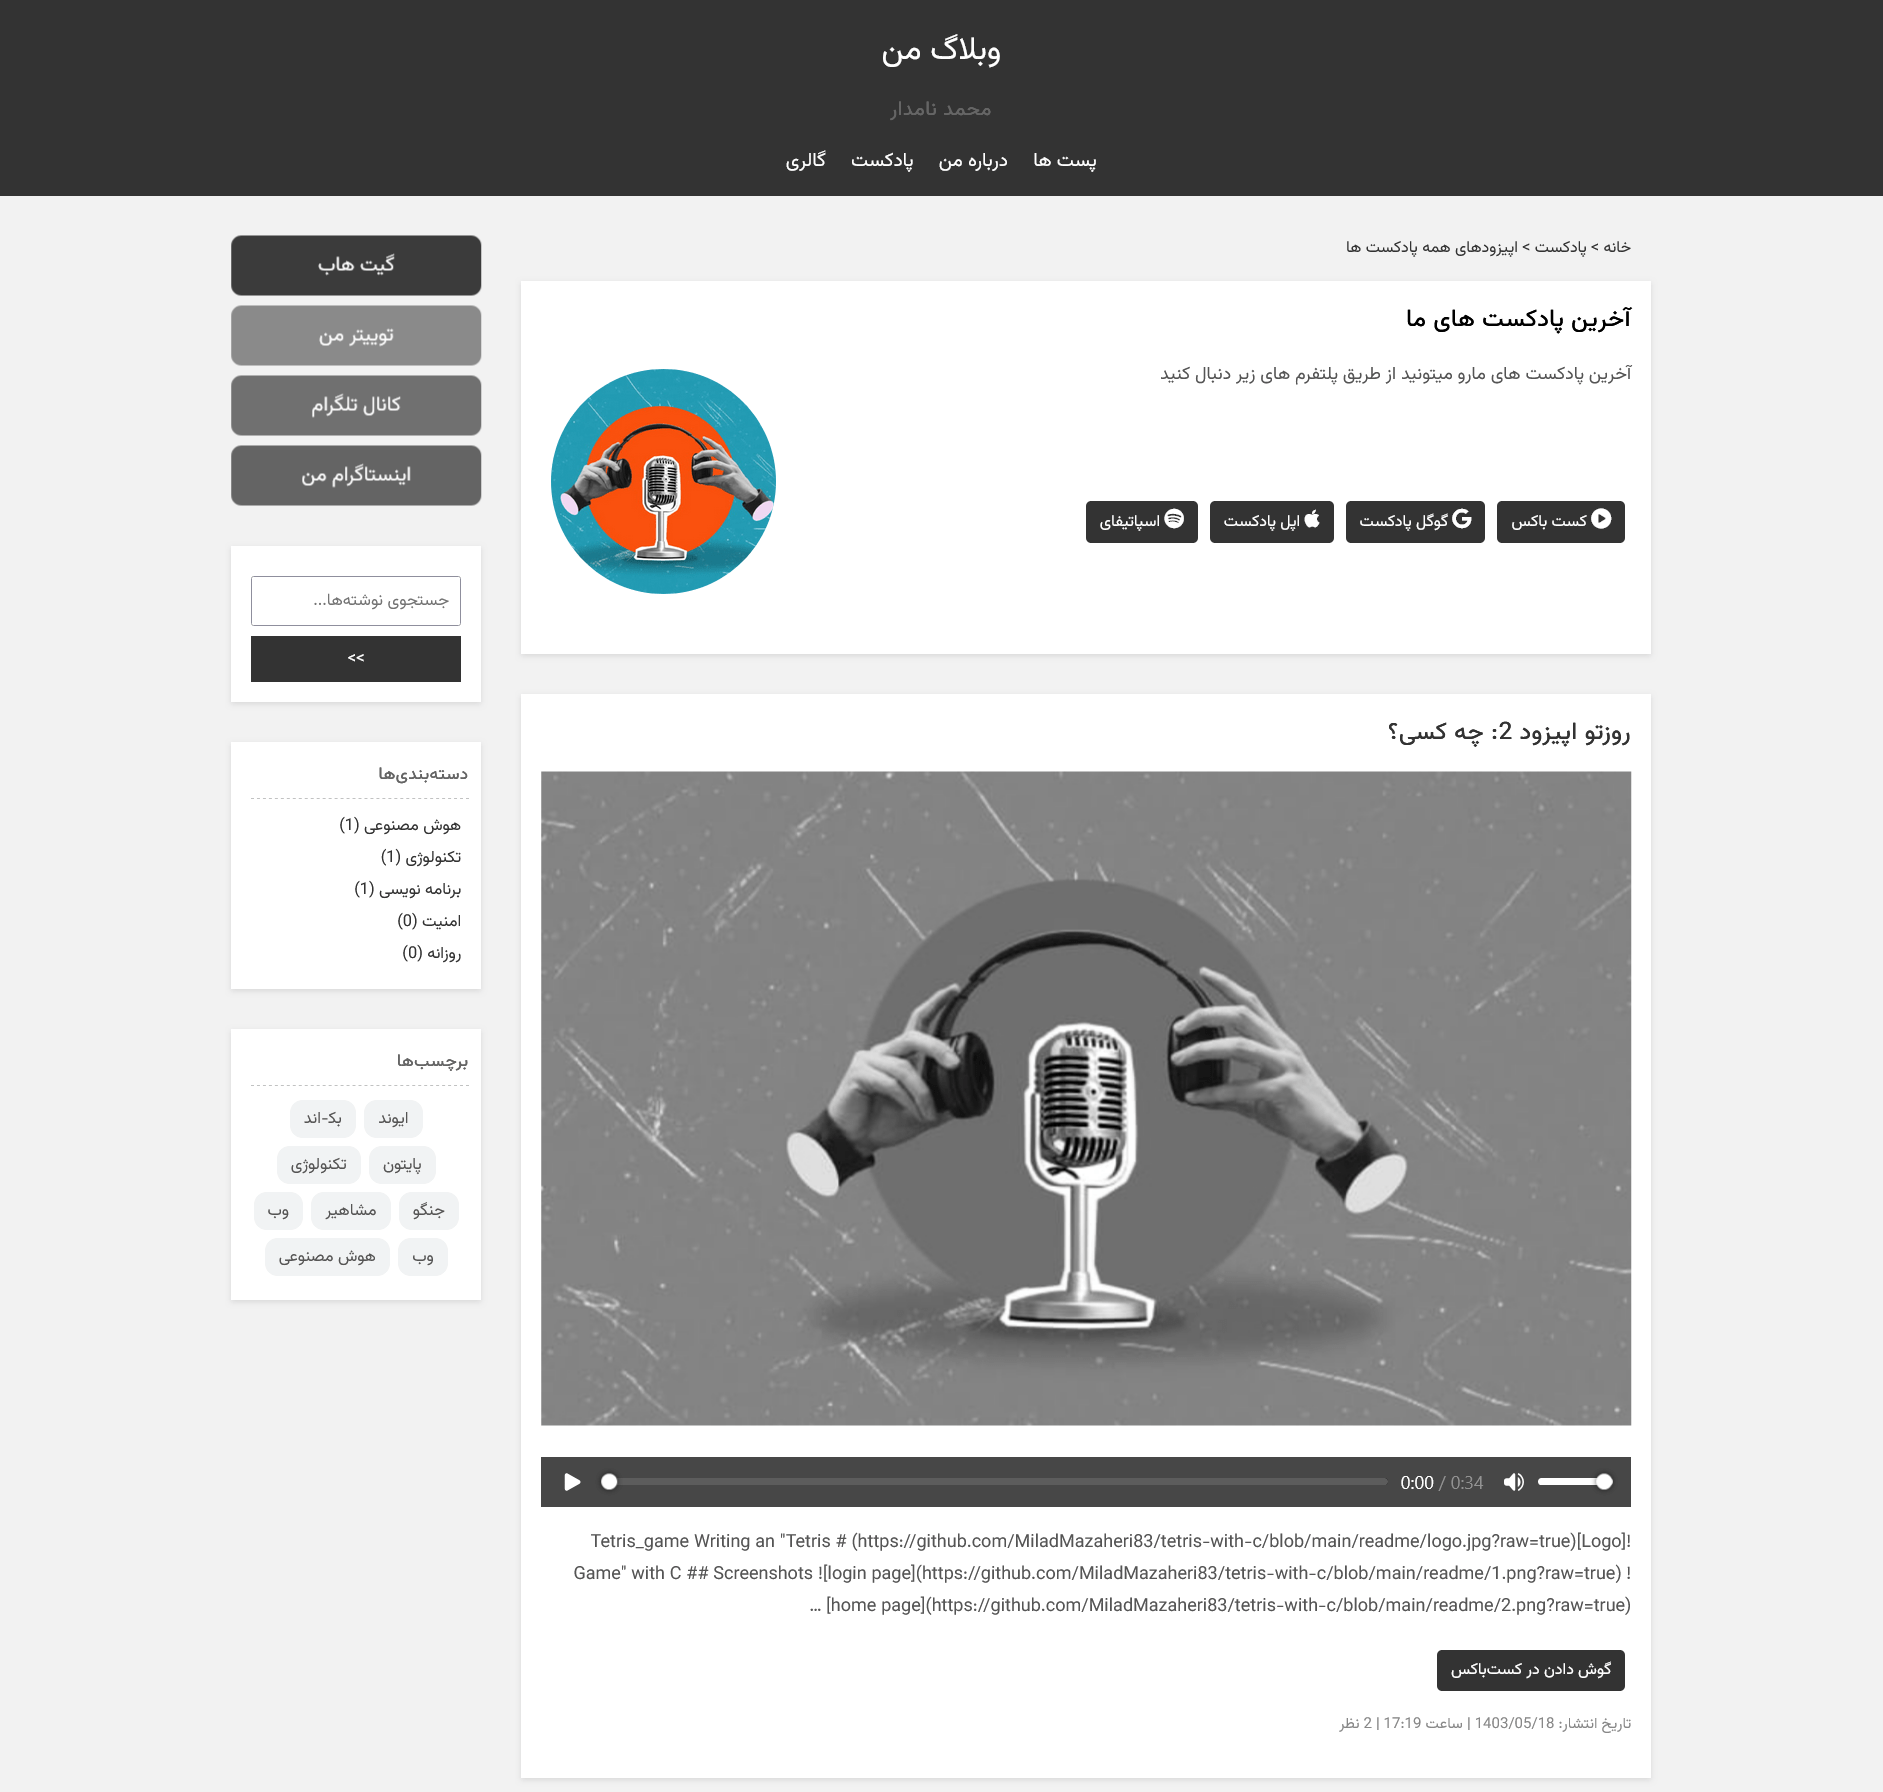 وبلاگ من
محمد نامدار
پست ها درباره من پادکست گالری
خانه > پادکست > اپیزودهای همه پادکست ها
آخرین پادکست های ما
آخرین پادکست های مارو میتونید از طریق پلتفرم های زیر دنبال کنید
کست باکس گوگل پادکست اپل پادکست اسپاتیفای
روزتو اپیزود 2: چه کسی؟
0:00 / 0:34
Tetris_game Writing an "Tetris # (https://github.com/MiladMazaheri83/tetris-with-c/blob/main/readme/logo.jpg?raw=true)[Logo]!
Game" with C ## Screenshots ![login page](https://github.com/MiladMazaheri83/tetris-with-c/blob/main/readme/1.png?raw=true) !
... [home page](https://github.com/MiladMazaheri83/tetris-with-c/blob/main/readme/2.png?raw=true)
گوش دادن در کست‌باکس
تاریخ انتشار: 1403/05/18 | ساعت 17:19 | 2 نظر
گیت هاب
توییتر من
کانال تلگرام
اینستاگرام من
جستجوی نوشته‌ها...
>>
دسته‌بندی‌ها
هوش مصنوعی (1)
تکنولوژی (1)
برنامه نویسی (1)
امنیت (0)
روزانه (0)
برچسب‌ها
ایوند بک-اند
پایتون تکنولوژی
جنگو مشاهیر وب
وب هوش مصنوعی